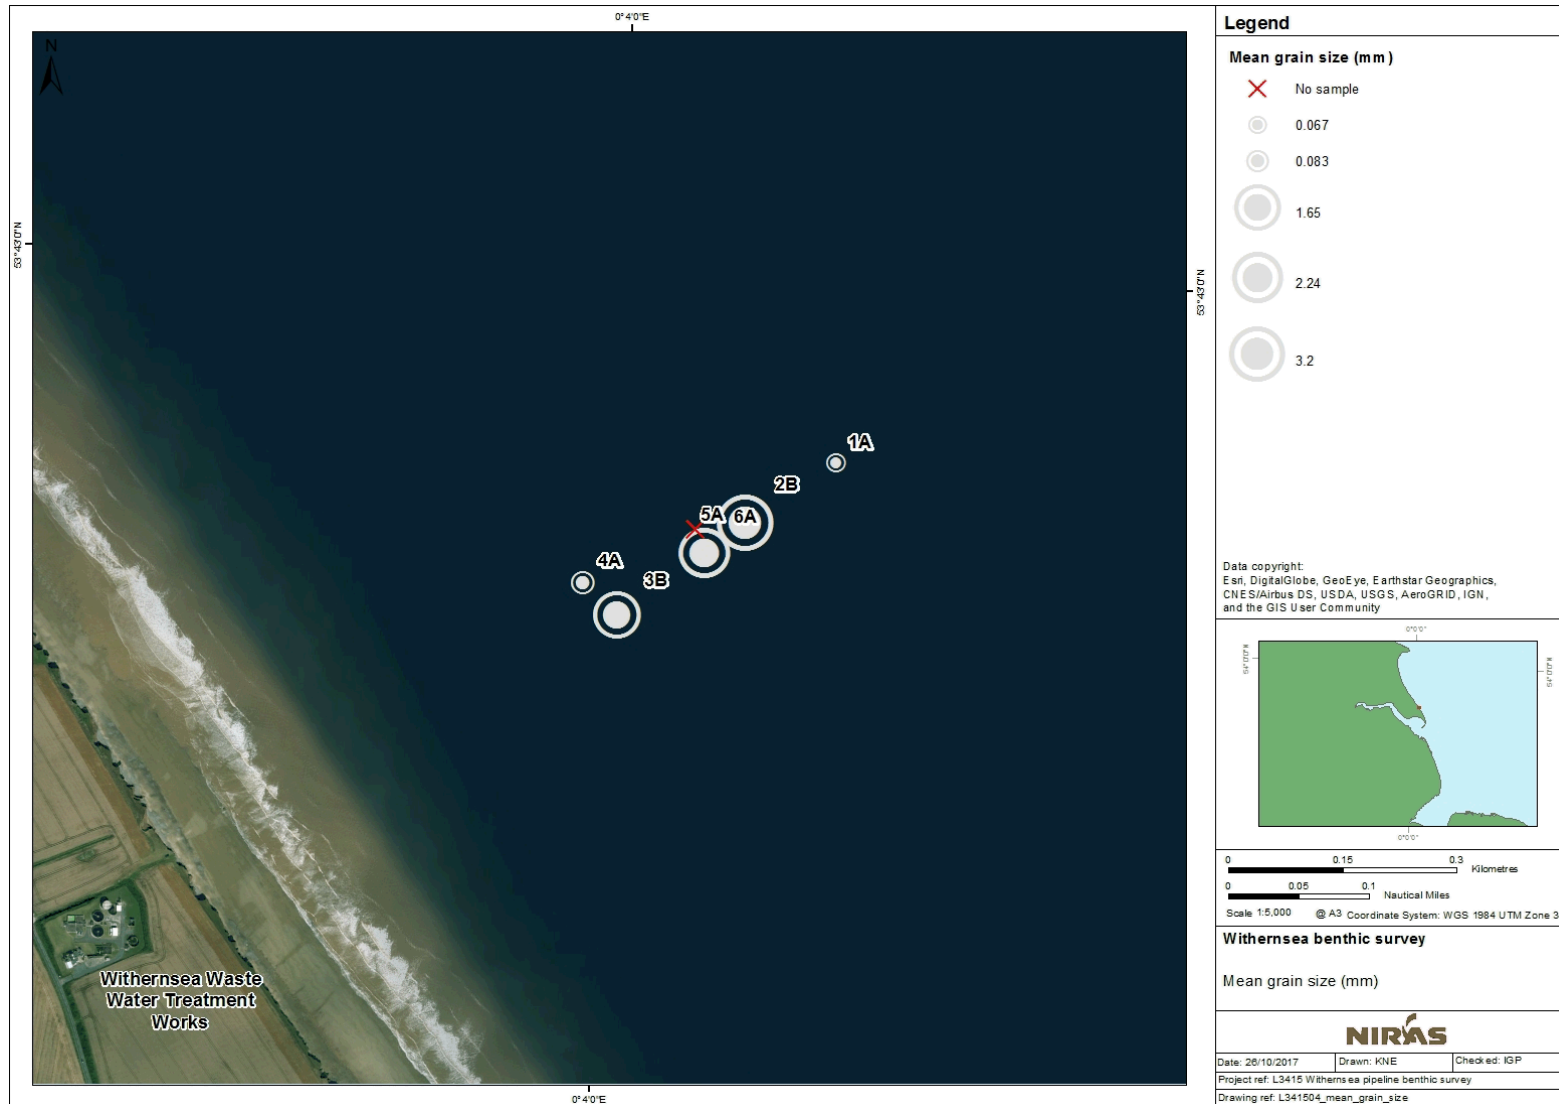 0°4'0"E
N
53°43'0"N
53°43'0"N
1A
2B
5A
6A
4A
3B
Withernsea Waste
Water Treatment
Works
0°4'0"E
Legend
Mean grain size (mm)
No sample
0.067
0.083
1.65
2.24
3.2
Data copyright:
Esri, DigitalGlobe, GeoEye, Earthstar Geographics,
CNES/Airbus DS, USDA, USGS, AeroGRID, IGN,
and the GIS User Community
0°0'0"
54°0'0"N
54°0'0"N
0°0'0"
0 0.15 0.3
Kilometres
0 0.05 0.1
Nautical Miles
Scale 1:5,000 @ A3 Coordinate System: WGS 1984 UTM Zone 3
Withernsea benthic survey
Mean grain size (mm)
NIRAS
Date: 26/10/2017 Drawn: KNE Checked: IGP
Project ref: L3415 Withernsea pipeline benthic survey
Drawing ref: L341504_mean_grain_size